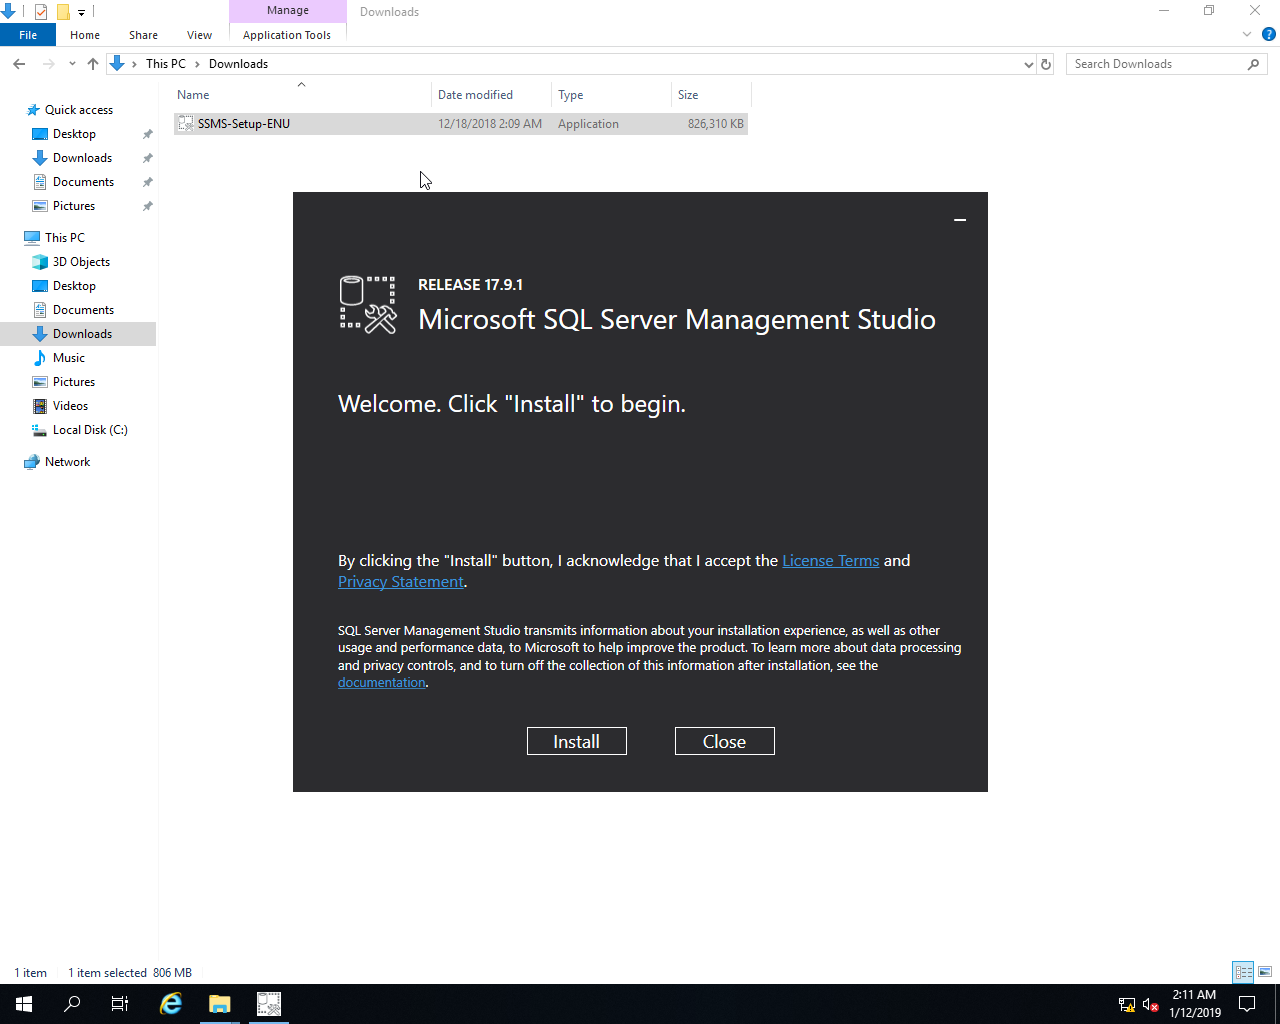 Manage
Downloads
File
Home
Share
View
Application Tools
This PC
Downloads
Search Downloads
Name
Date modified
Type
Size
SSMS-Setup-ENU
12/18/2018 2:09 AM
Application
826,310 KB
Quick access
Desktop
Downloads
Documents
Pictures
This PC
3D Objects
Desktop
Documents
Downloads
Music
Pictures
Videos
Local Disk (C:)
Network
RELEASE 17.9.1
Microsoft SQL Server Management Studio
Welcome. Click "Install" to begin.
By clicking the "Install" button, I acknowledge that I accept the License Terms and
Privacy Statement.
SQL Server Management Studio transmits information about your installation experience, as well as other
usage and performance data, to Microsoft to help improve the product. To learn more about data processing
and privacy controls, and to turn off the collection of this information after installation, see the
documentation.
Install
Close
1 item
1 item selected 806 MB
2:11 AM
1/12/2019